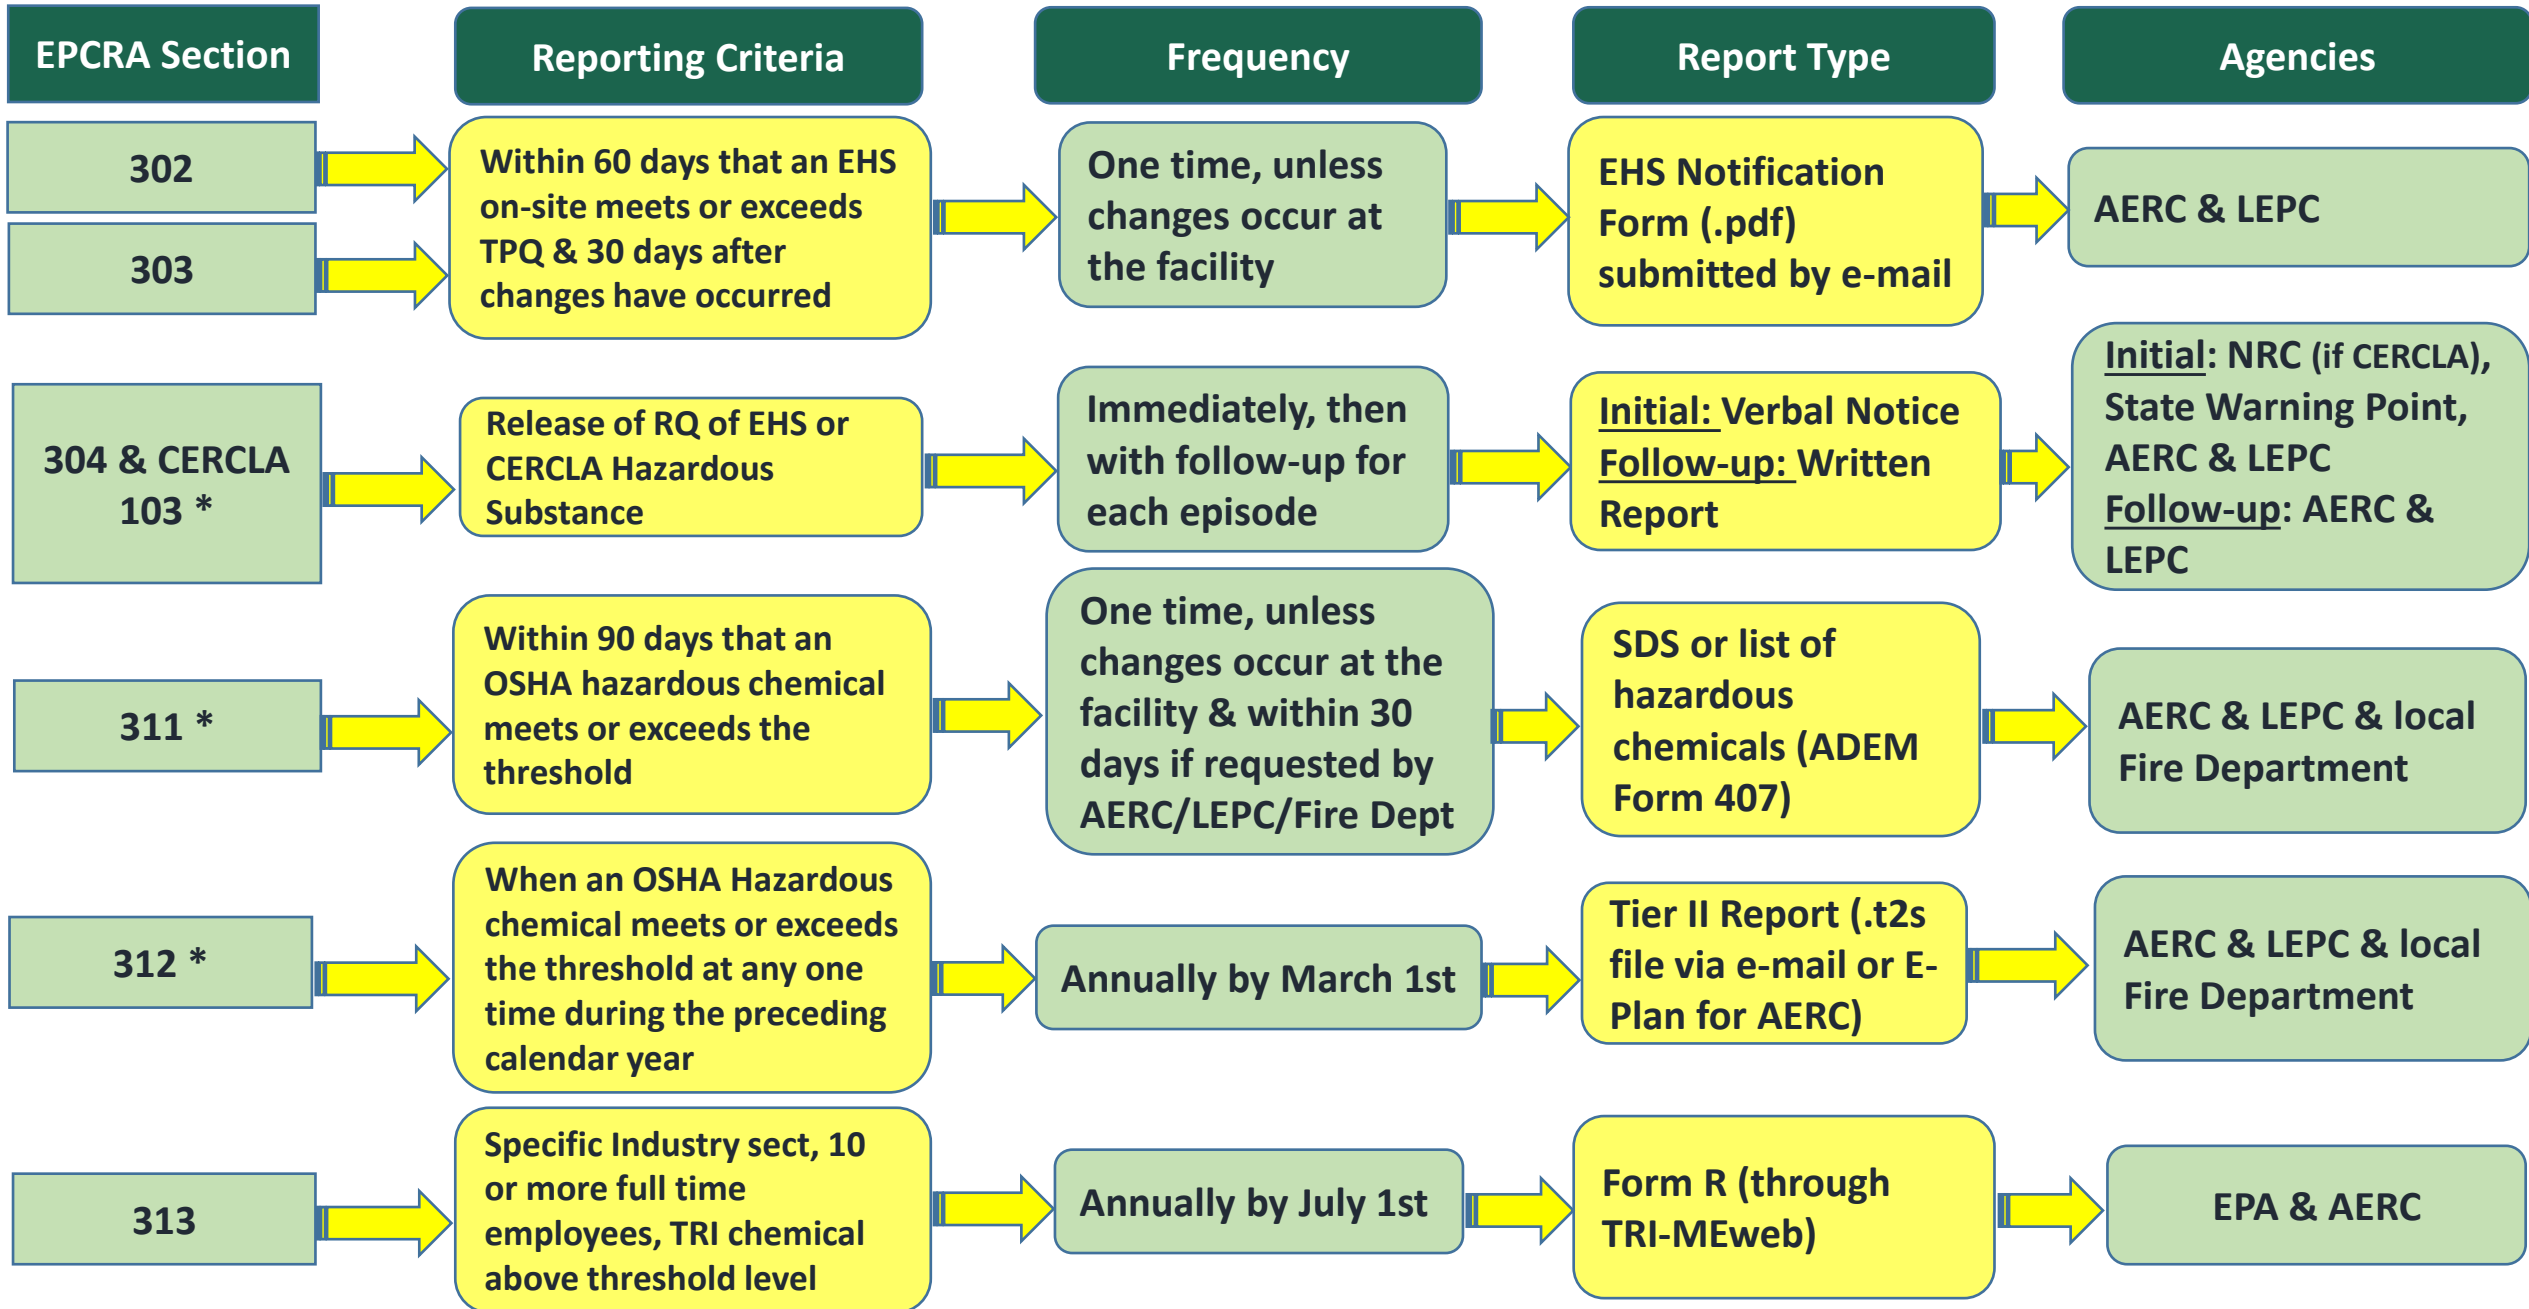 EPCRA Section
Reporting Criteria
Frequency
Report Type
Agencies
302
303
Within 60 days that an EHS
on-site meets or exceeds
TPQ & 30 days after
changes have occurred
One time, unless
changes occur at
the facility
EHS Notification
Form (.pdf)
submitted by e-mail
AERC & LEPC
304 & CERCLA
103 *
Release of RQ of EHS or
CERCLA Hazardous
Substance
Immediately, then
with follow-up for
each episode
Initial: Verbal Notice
Follow-up: Written
Report
Initial: NRC (if CERCLA),
State Warning Point,
AERC & LEPC
Follow-up: AERC &
LEPC
311 *
Within 90 days that an
OSHA hazardous chemical
meets or exceeds the
threshold
One time, unless
changes occur at the
facility & within 30
days if requested by
AERC/LEPC/Fire Dept
SDS or list of
hazardous
chemicals (ADEM
Form 407)
AERC & LEPC & local
Fire Department
312 *
When an OSHA Hazardous
chemical meets or exceeds
the threshold at any one
time during the preceding
calendar year
Annually by March 1st
Tier II Report (.t2s
file via e-mail or E-
Plan for AERC)
AERC & LEPC & local
Fire Department
313
Specific Industry sect, 10
or more full time
employees, TRI chemical
above threshold level
Annually by July 1st
Form R (through
TRI-MEweb)
EPA & AERC